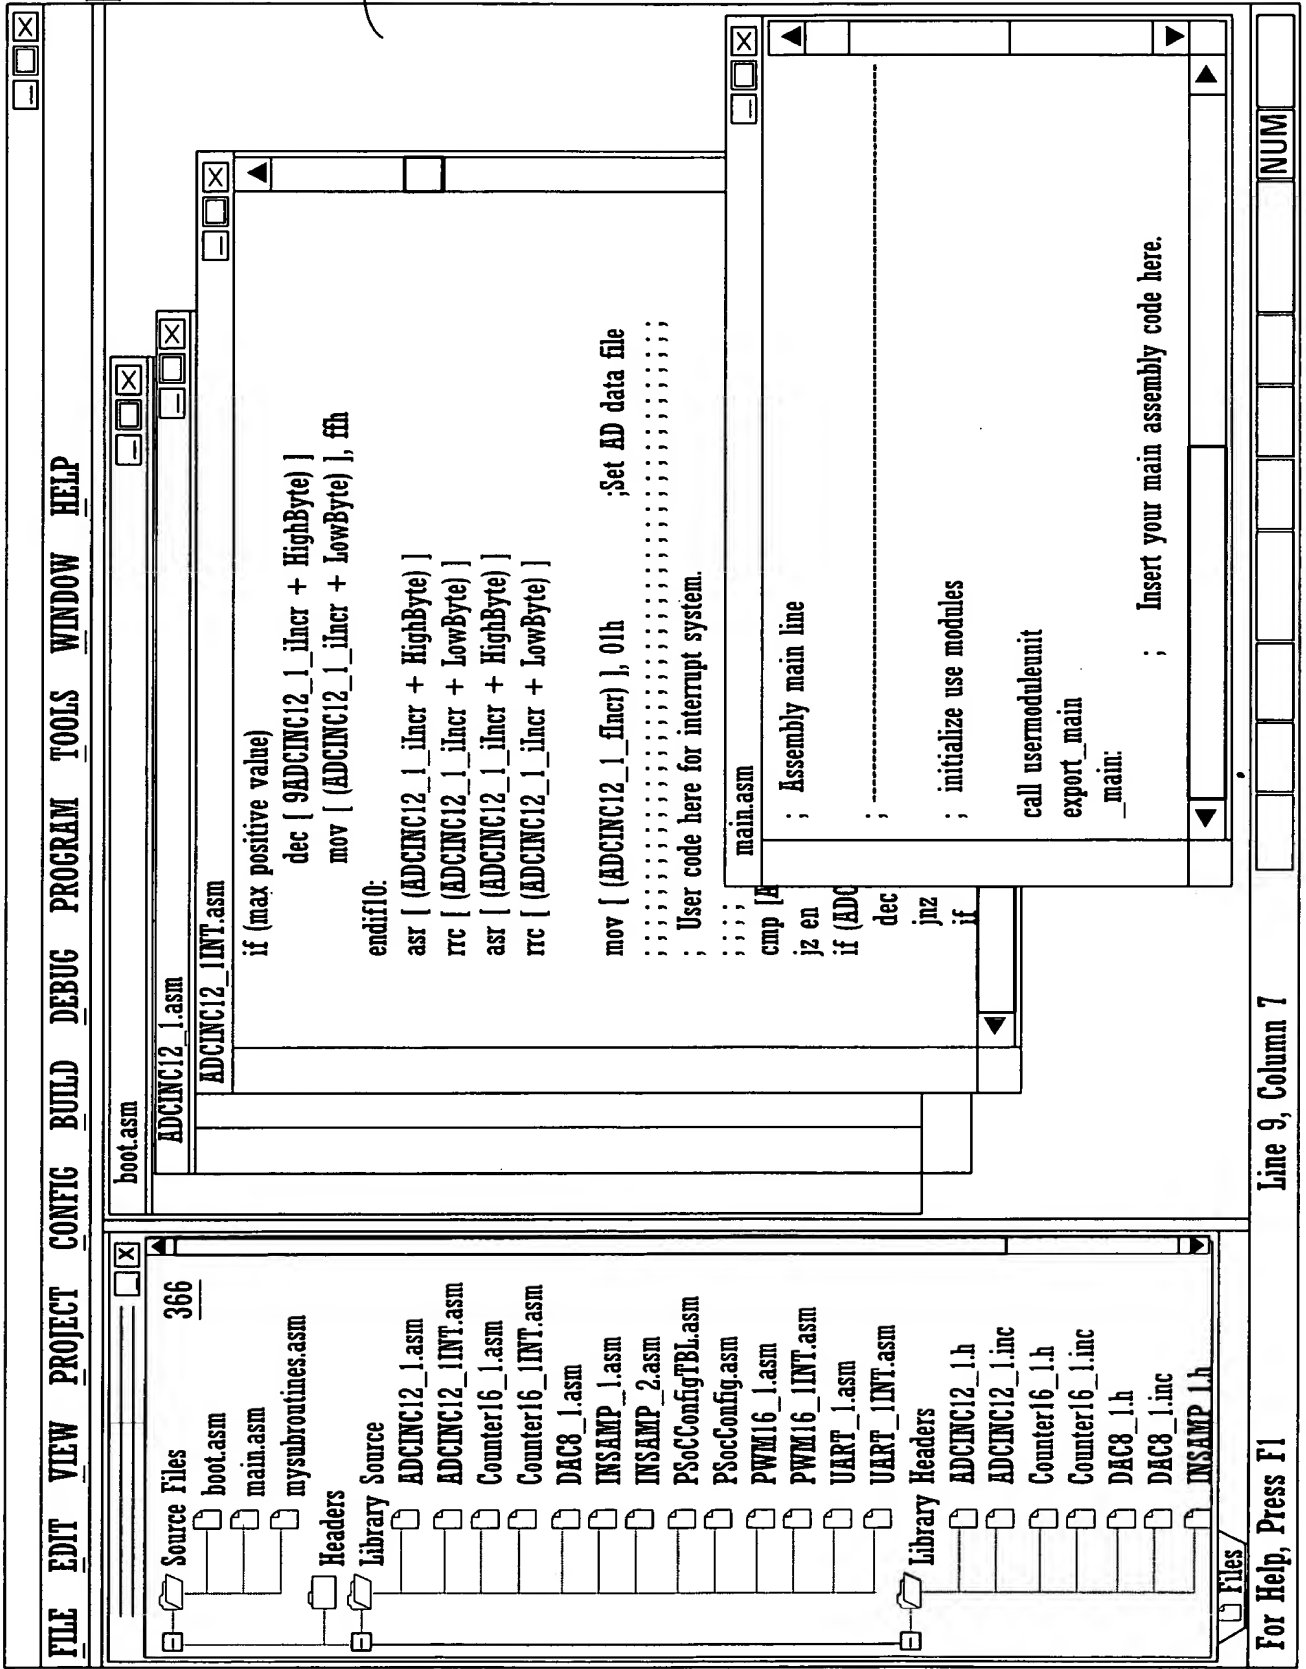 FILE EDIT VIEW PROJECT CONFIG BUILD DEBUG PROGRAM TOOLS WINDOW HELP
366
Source Files
boot.asm
main.asm
mysubroutines.asm
Headers
Library Source
ADCINC12_1.asm
ADCINC12_1INT.asm
Counter16_1.asm
Counter16_1INT.asm
DAC8_1.asm
INSAMP_1.asm
INSAMP_2.asm
PSoCConfigTBL.asm
PSocConfig.asm
PWM16_1.asm
PWM16_1INT.asm
UART_1.asm
UART_1INT.asm
Library Headers
ADCINC12_1.h
ADCINC12_1.inc
Counter16_1.h
Counter16_1.inc
DAC8_1.h
DAC8_1.inc
INSAMP_1.h
Files
boot.asm
ADCINC12_1.asm
ADCINC12_1INT.asm
if (max postive value)
dec [ 9ADCINC12_1_iIncr + HighByte) ]
mov [ (ADCINC12_1_iIncr + LowByte) ], ffh
endif10:
asr [ (ADCINC12_1_iIncr + HighByte) ]
rrc [ (ADCINC12_1_iIncr + LowByte) ]
asr [ (ADCINC12_1_iIncr + HighByte) ]
rrc [ (ADCINC12_1_iIncr + LowByte) ]
mov [ (ADCINC12_1_fIncr) ], 01h ;Set AD data file
; ; ; ; ; ; ; ; ; ; ; ; ; ; ; ; ; ; ; ; ; ; ; ; ; ; ; ; ; ; ; ; ; ; ; ; ; ; ; ; ; ; ; ;
; User code here for interrupt system.
; ; ; ;
cmp [A
jz en
if (ADC
dec
jnz
if
main.asm
; Assembly main line
; --------------------------------------------------
; initialize use modules
call usermoduleunit
export_main
_main:
; Insert your main assembly code here.
For Help, Press F1 Line 9, Column 7 NUM